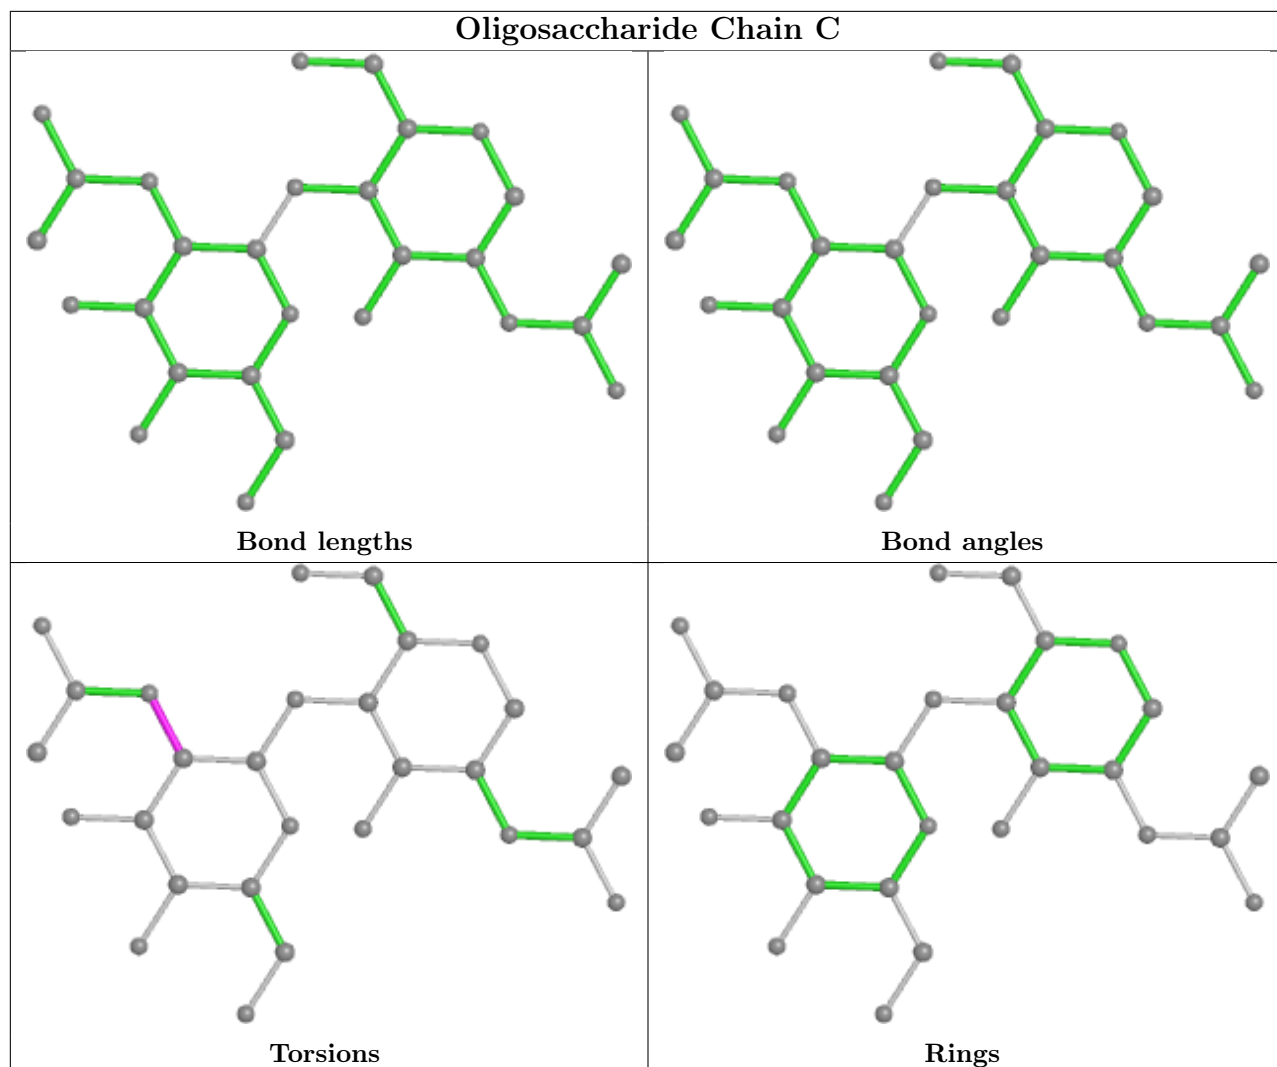 Oligosaccharide Chain C
Bond lengths
Bond angles
Torsions
Rings